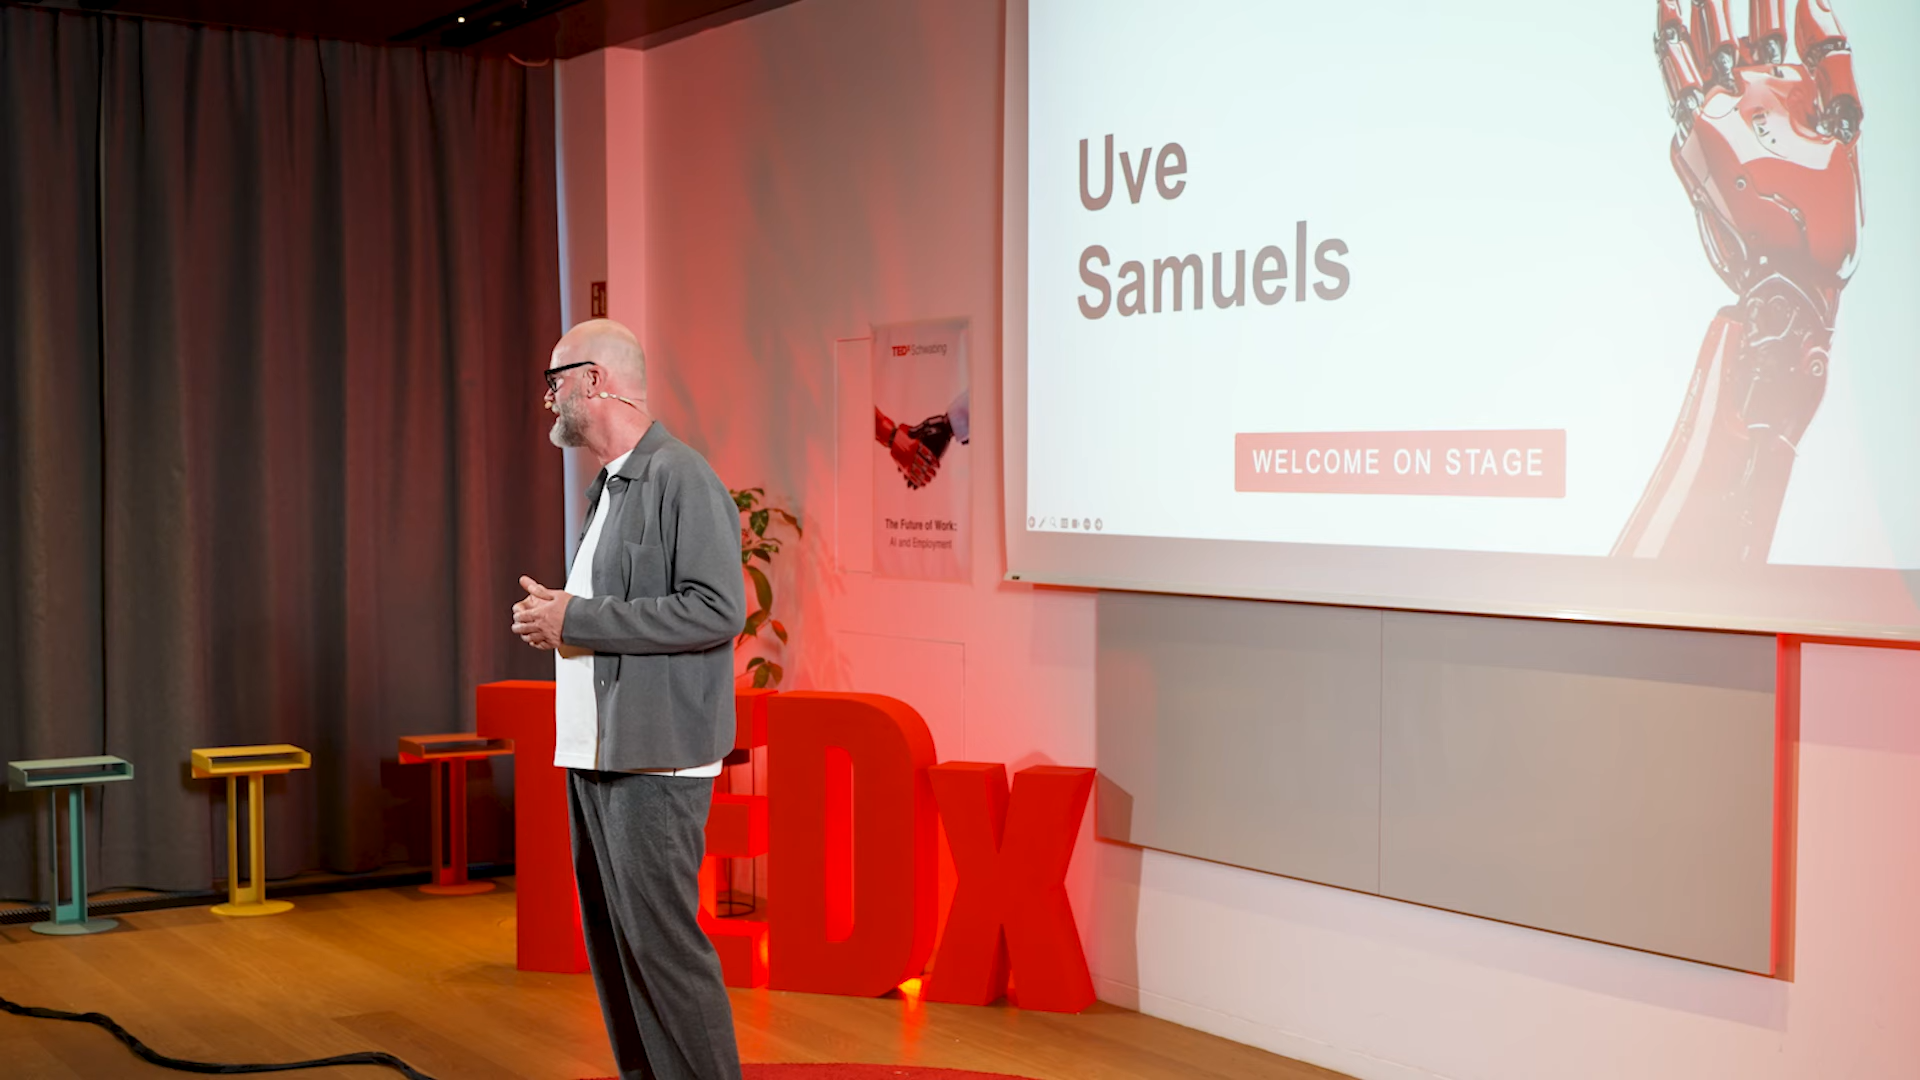 Uve
Samuels
WELCOME ON STAGE
TEDx Schwabing
The Future of Work:
AI and Employment
TEDx